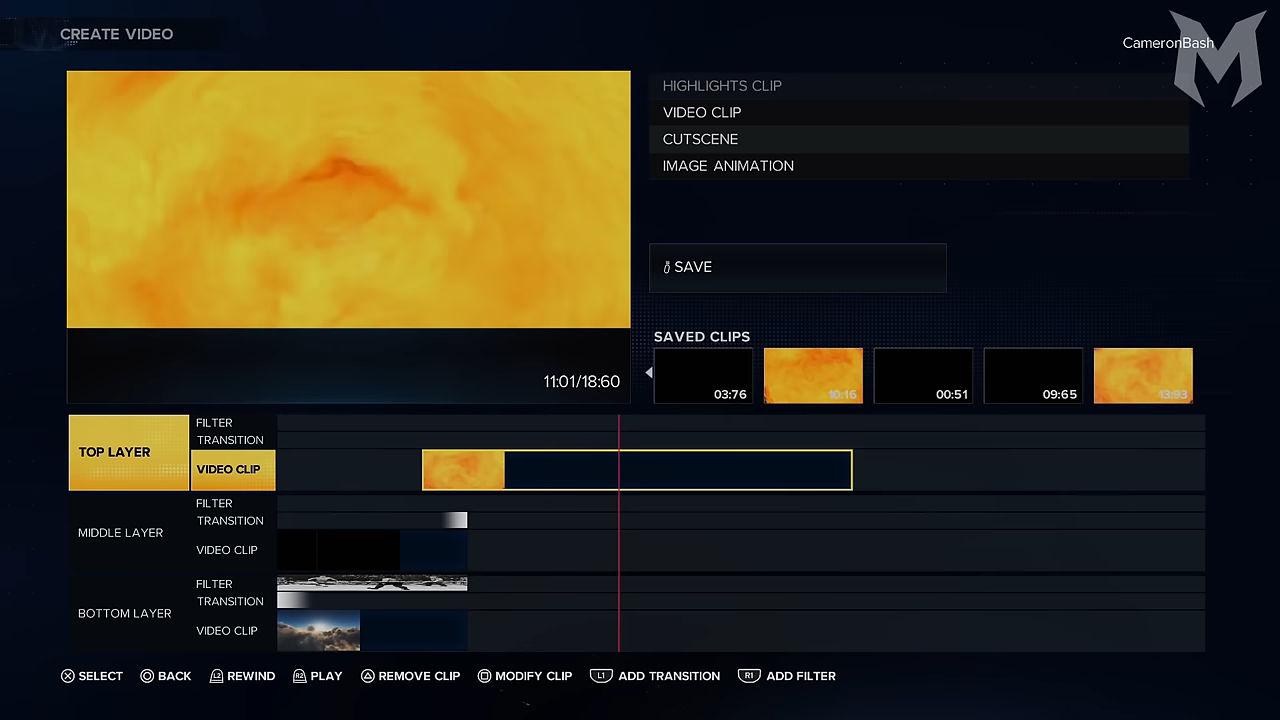 CREATE VIDEO
CameronBash
HIGHLIGHTS CLIP
VIDEO CLIP
CUTSCENE
IMAGE ANIMATION
SAVE
11:01/18:60
SAVED CLIPS
03:76
10:16
00:51
09:65
13:93
TOP LAYER
FILTER
TRANSITION
VIDEO CLIP
MIDDLE LAYER
FILTER
TRANSITION
VIDEO CLIP
BOTTOM LAYER
FILTER
TRANSITION
VIDEO CLIP
SELECT BACK L2 REWIND R2 PLAY REMOVE CLIP MODIFY CLIP L1 ADD TRANSITION R1 ADD FILTER